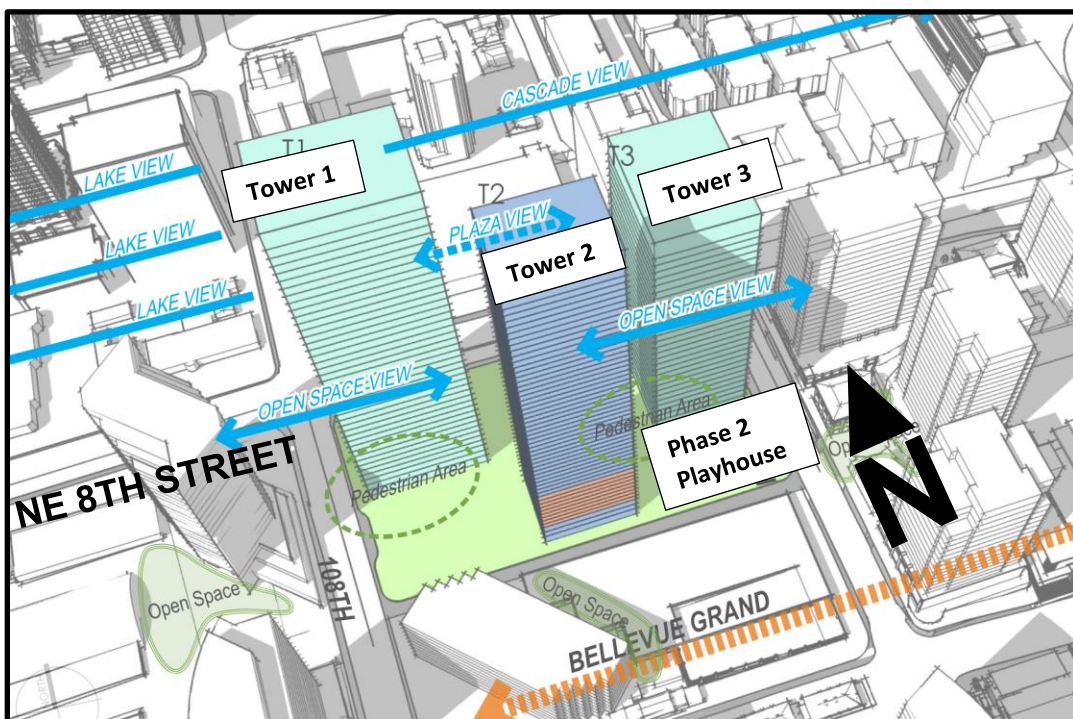 CASCADE VIEW
T1
LAKE VIEW
Tower 1
T3
Tower 3
T2
PLAZA VIEW
LAKE VIEW
Tower 2
LAKE VIEW
OPEN SPACE VIEW
OPEN SPACE VIEW
Pedestrian Area
Phase 2
Playhouse
NE 8TH STREET
Pedestrian Area
N
108TH
Open Space
Open Space
BELLEVUE GRAND
NORTH